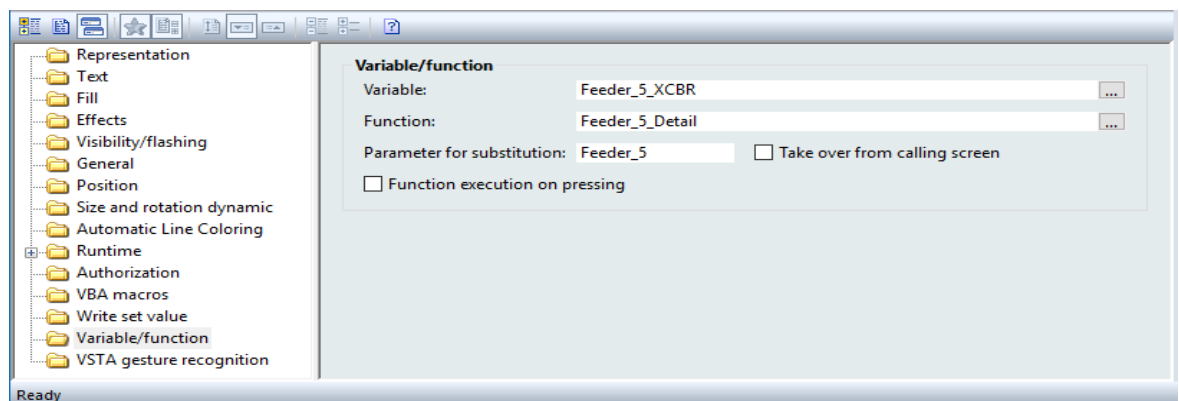 Representation
Text
Fill
Effects
Visibility/flashing
General
Position
Size and rotation dynamic
Automatic Line Coloring
Runtime
Authorization
VBA macros
Write set value
Variable/function
VSTA gesture recognition
Variable/function
Variable: Feeder_5_XCBR ...
Function: Feeder_5_Detail ...
Parameter for substitution: Feeder_5 Take over from calling screen
Function execution on pressing
Ready